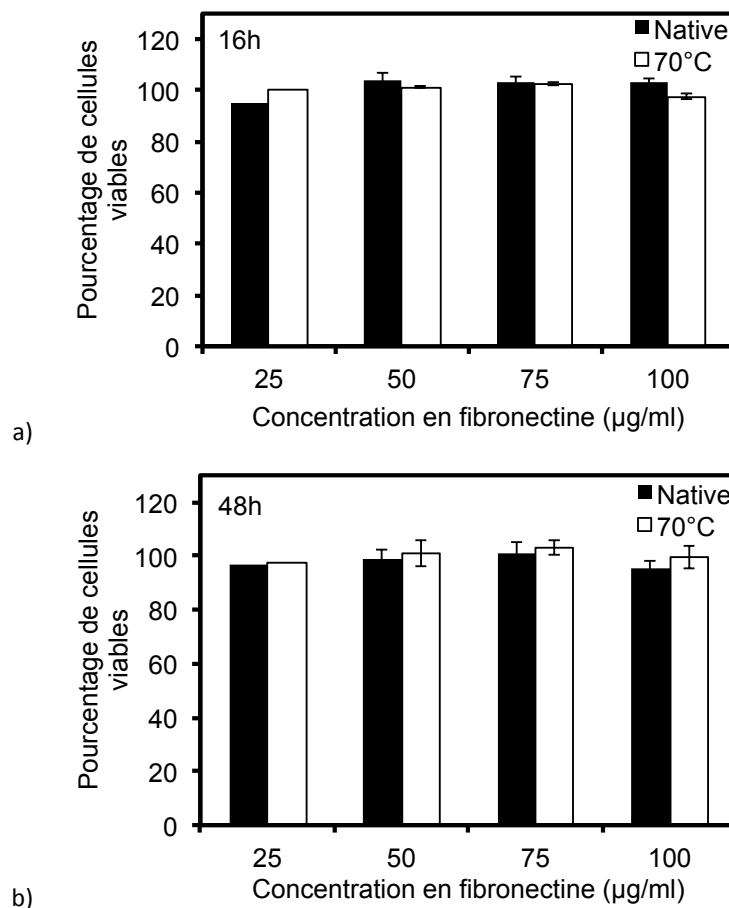 120
16h
Native
70°C
100
80
60
40
20
0
Pourcentage de cellules
viables
25 50 75 100
Concentration en fibronectine (µg/ml)
a)
120
48h
Native
70°C
100
80
60
40
20
0
Pourcentage de cellules
viables
25 50 75 100
Concentration en fibronectine (µg/ml)
b)